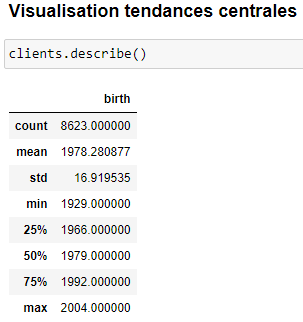 Visualisation tendances centrales
clients.describe()
birth
count 8623.000000
mean 1978.280877
std 16.919535
min 1929.000000
25% 1966.000000
50% 1979.000000
75% 1992.000000
max 2004.000000